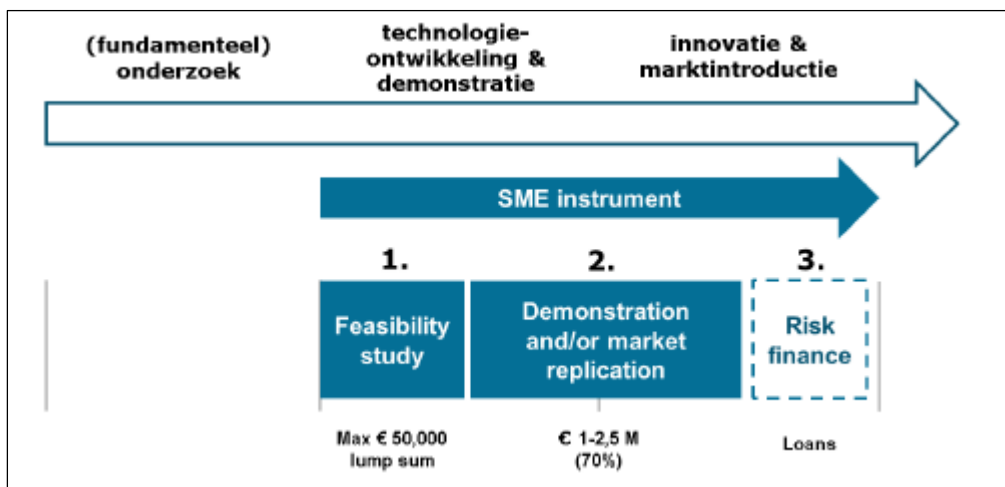 (fundamenteel)
onderzoek
technologie-
ontwikkeling &
demonstratie
innovatie &
marktintroductie
SME instrument
1.
2.
3.
Feasibility
study
Demonstration
and/or market
replication
Risk
finance
Max € 50,000
lump sum
€ 1-2,5 M
(70%)
Loans